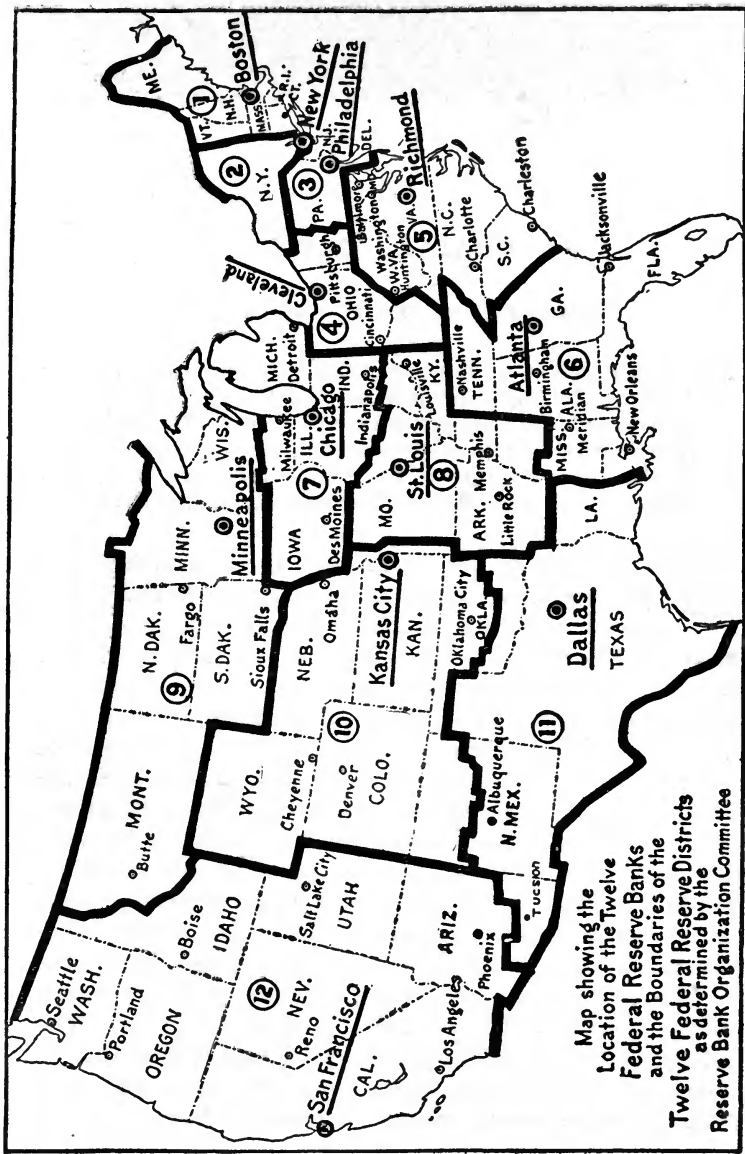 Seattle
WASH.
Portland
OREGON
Boise
IDAHO
12
NEV.
Reno
Salt Lake City
UTAH
San Francisco
CAL.
Los Angeles
ARIZ.
Phoenix
Tucsion
MONT.
Butte
N. DAK.
Fargo
9
S. DAK.
Sioux Falls
MINN.
Minneapolis
WIS.
WYO.
Cheyenne
NEB.
Omaha
10
Denver
COLO.
Kansas City
KAN.
Oklahoma City
OKLA.
Albuquerque
N. MEX.
11
Dallas
TEXAS
LA.
IOWA
Des Moines
7
Milwaukee
ILL.
Chicago
MICH.
Detroit
IND.
Indianapolis
MO.
St. Louis
8
Louisville
KY.
ARK.
Memphis
Little Rock
Cleveland
4
OHIO
Pittsburgh
Cincinnati
Nashville
TENN.
Atlanta
GA.
Birmingham
ALA.
6
MISS.
Meridian
New Orleans
Jacksonville
FLA.
ME.
1
VT.
N.H.
MASS.
Boston
R.I.
CT.
2
N.Y.
New York
3
PA.
N.J.
Philadelphia
DEL.
Baltimore
MD.
Washington
W. VA.
Huntington
VA.
Richmond
5
N.C.
Charlotte
S.C.
Charleston
Map showing the
Location of the Twelve
Federal Reserve Banks
and the Boundaries of the
Twelve Federal Reserve Districts
as determined by the
Reserve Bank Organization Committee